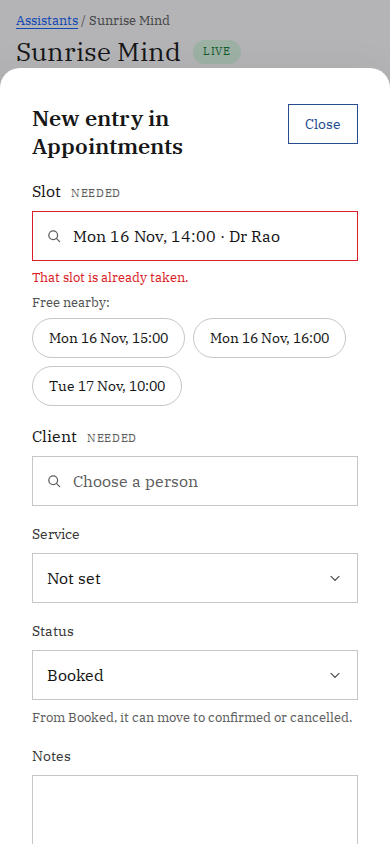 Assistants / Sunrise Mind
Sunrise Mind LIVE
New entry in
Appointments
Close
Slot NEEDED
Mon 16 Nov, 14:00 · Dr Rao
That slot is already taken.
Free nearby:
Mon 16 Nov, 15:00
Mon 16 Nov, 16:00
Tue 17 Nov, 10:00
Client NEEDED
Choose a person
Service
Not set
Status
Booked
From Booked, it can move to confirmed or cancelled.
Notes